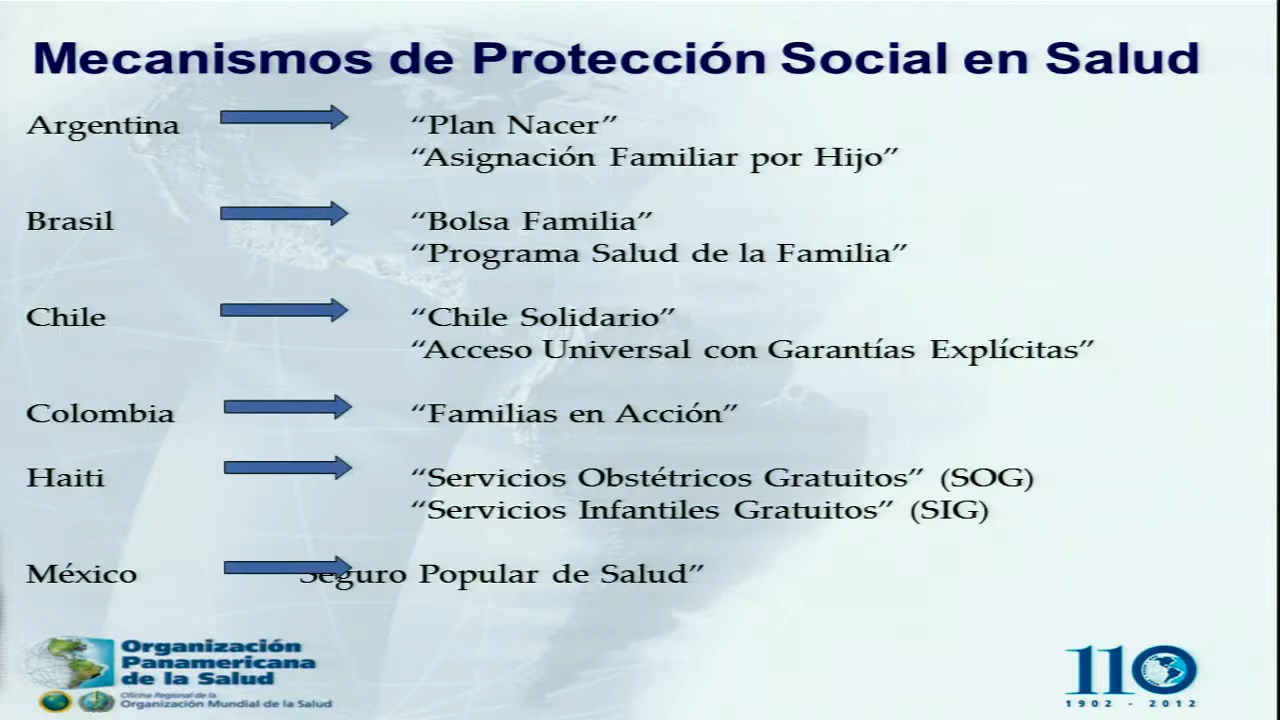 Mecanismos de Protección Social en Salud
Argentina “Plan Nacer”
“Asignación Familiar por Hijo”
Brasil “Bolsa Familia”
“Programa Salud de la Familia”
Chile “Chile Solidario”
“Acceso Universal con Garantías Explícitas”
Colombia “Familias en Acción”
Haiti “Servicios Obstétricos Gratuitos” (SOG)
“Servicios Infantiles Gratuitos” (SIG)
México Seguro Popular de Salud”
Organización
Panamericana
de la Salud
Oficina Regional de la
Organización Mundial de la Salud
110
1902 - 2012